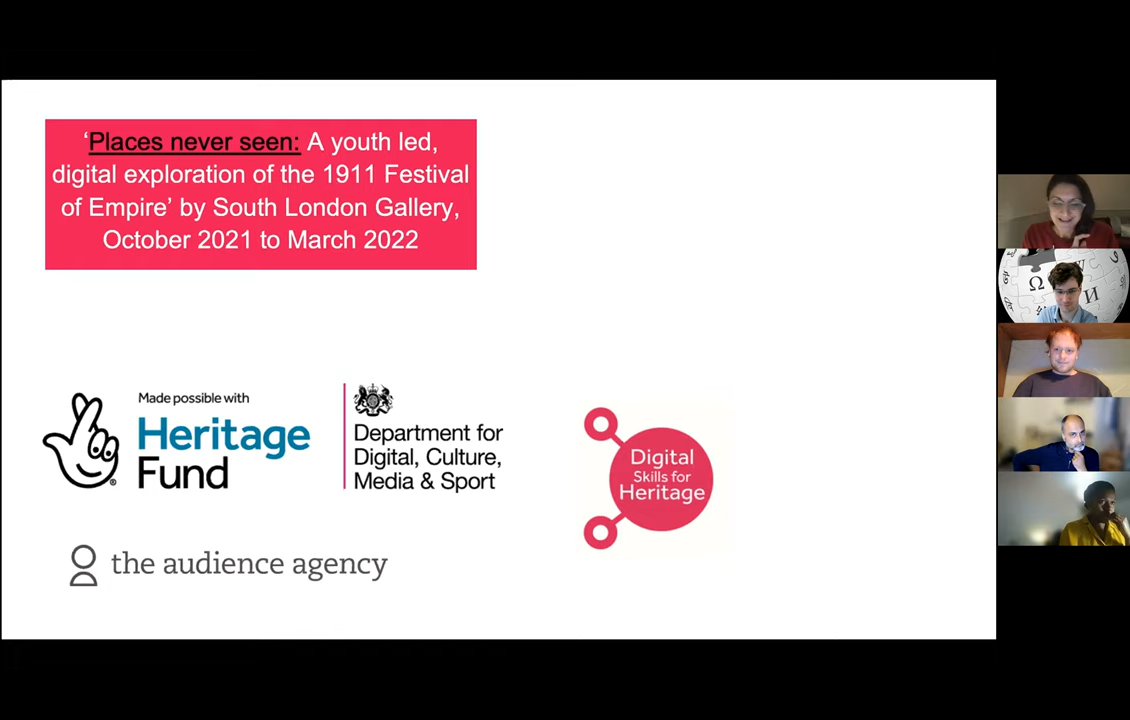 ‘Places never seen: A youth led,
digital exploration of the 1911 Festival
of Empire’ by South London Gallery,
October 2021 to March 2022
Made possible with
Heritage
Fund
Department for
Digital, Culture,
Media & Sport
Digital
Skills for
Heritage
the audience agency
Ω
И